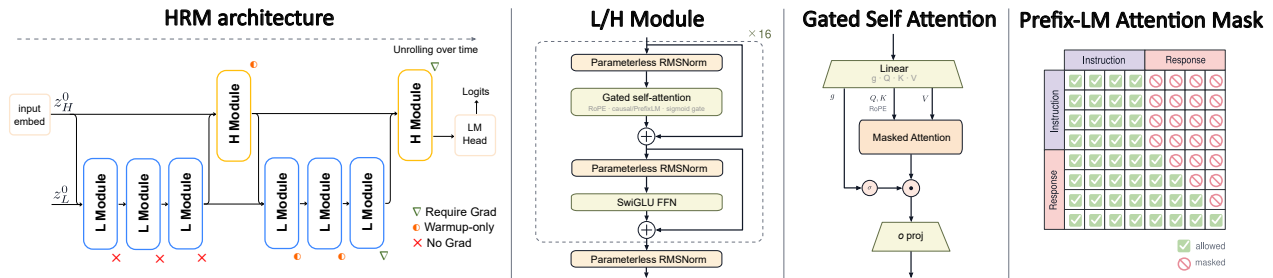 HRM architecture
Unrolling over time
input
embed
z_H^0
z_L^0
H Module
H Module
Logits
LM
Head
L Module
L Module
L Module
L Module
L Module
L Module
Require Grad
Warmup-only
No Grad
L/H Module
× 16
Parameterless RMSNorm
Gated self-attention
RoPE · causal/PrefixLM · sigmoid gate
Parameterless RMSNorm
SwiGLU FFN
Parameterless RMSNorm
Gated Self Attention
Linear
g · Q · K · V
g
Q, K
RoPE
V
Masked Attention
σ
o proj
Prefix-LM Attention Mask
Instruction
Response
Instruction
Response
allowed
masked